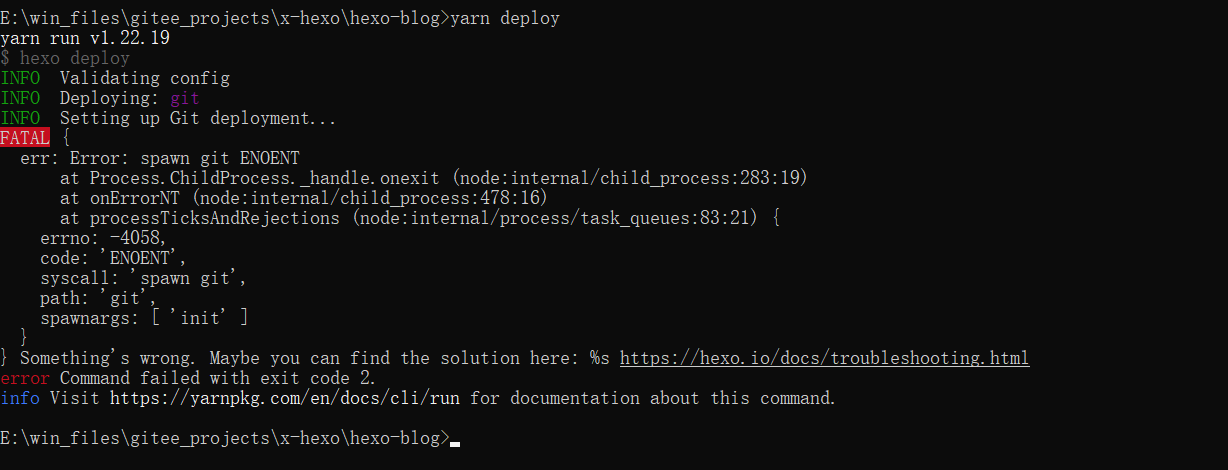 E:\win_files\gitee_projects\x-hexo\hexo-blog>yarn deploy
yarn run v1.22.19
$ hexo deploy
INFO  Validating config
INFO  Deploying: git
INFO  Setting up Git deployment...
FATAL {
  err: Error: spawn git ENOENT
      at Process.ChildProcess._handle.onexit (node:internal/child_process:283:19)
      at onErrorNT (node:internal/child_process:478:16)
      at processTicksAndRejections (node:internal/process/task_queues:83:21) {
    errno: -4058,
    code: 'ENOENT',
    syscall: 'spawn git',
    path: 'git',
    spawnargs: [ 'init' ]
  }
} Something's wrong. Maybe you can find the solution here: %s https://hexo.io/docs/troubleshooting.html
error Command failed with exit code 2.
info Visit https://yarnpkg.com/en/docs/cli/run for documentation about this command.
E:\win_files\gitee_projects\x-hexo\hexo-blog>